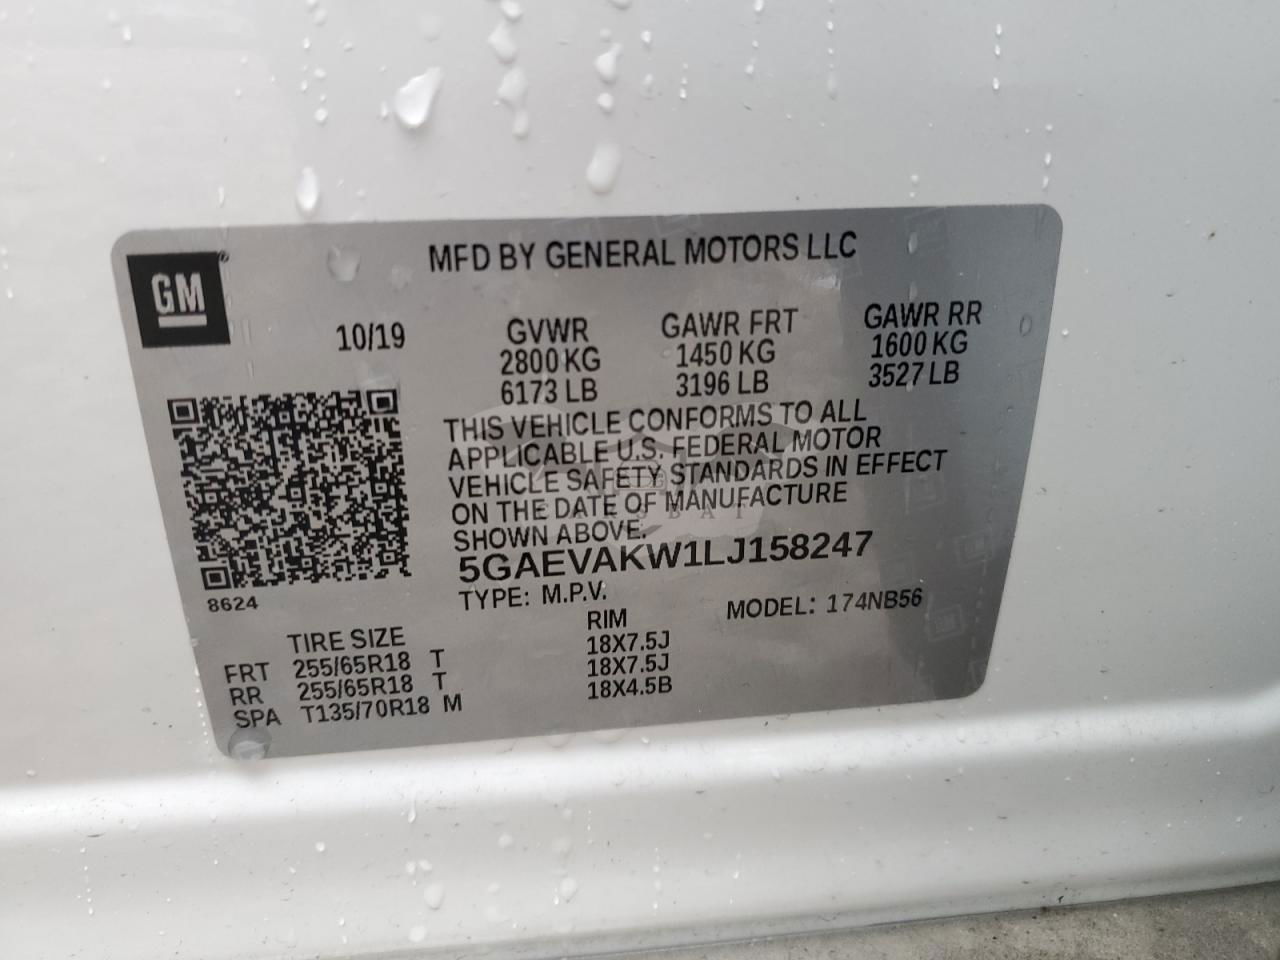 MFD BY GENERAL MOTORS LLC
GM
10/19
GVWR GAWR FRT GAWR RR
2800 KG 1450 KG 1600 KG
6173 LB 3196 LB 3527 LB
THIS VEHICLE CONFORMS TO ALL
APPLICABLE U.S. FEDERAL MOTOR
VEHICLE SAFETY STANDARDS IN EFFECT
ON THE DATE OF MANUFACTURE
SHOWN ABOVE.
5GAEVAKW1LJ158247
8624
TYPE: M.P.V. MODEL: 174NB56
TIRE SIZE RIM
FRT 255/65R18 T 18X7.5J
RR 255/65R18 T 18X7.5J
SPA T135/70R18 M 18X4.5B